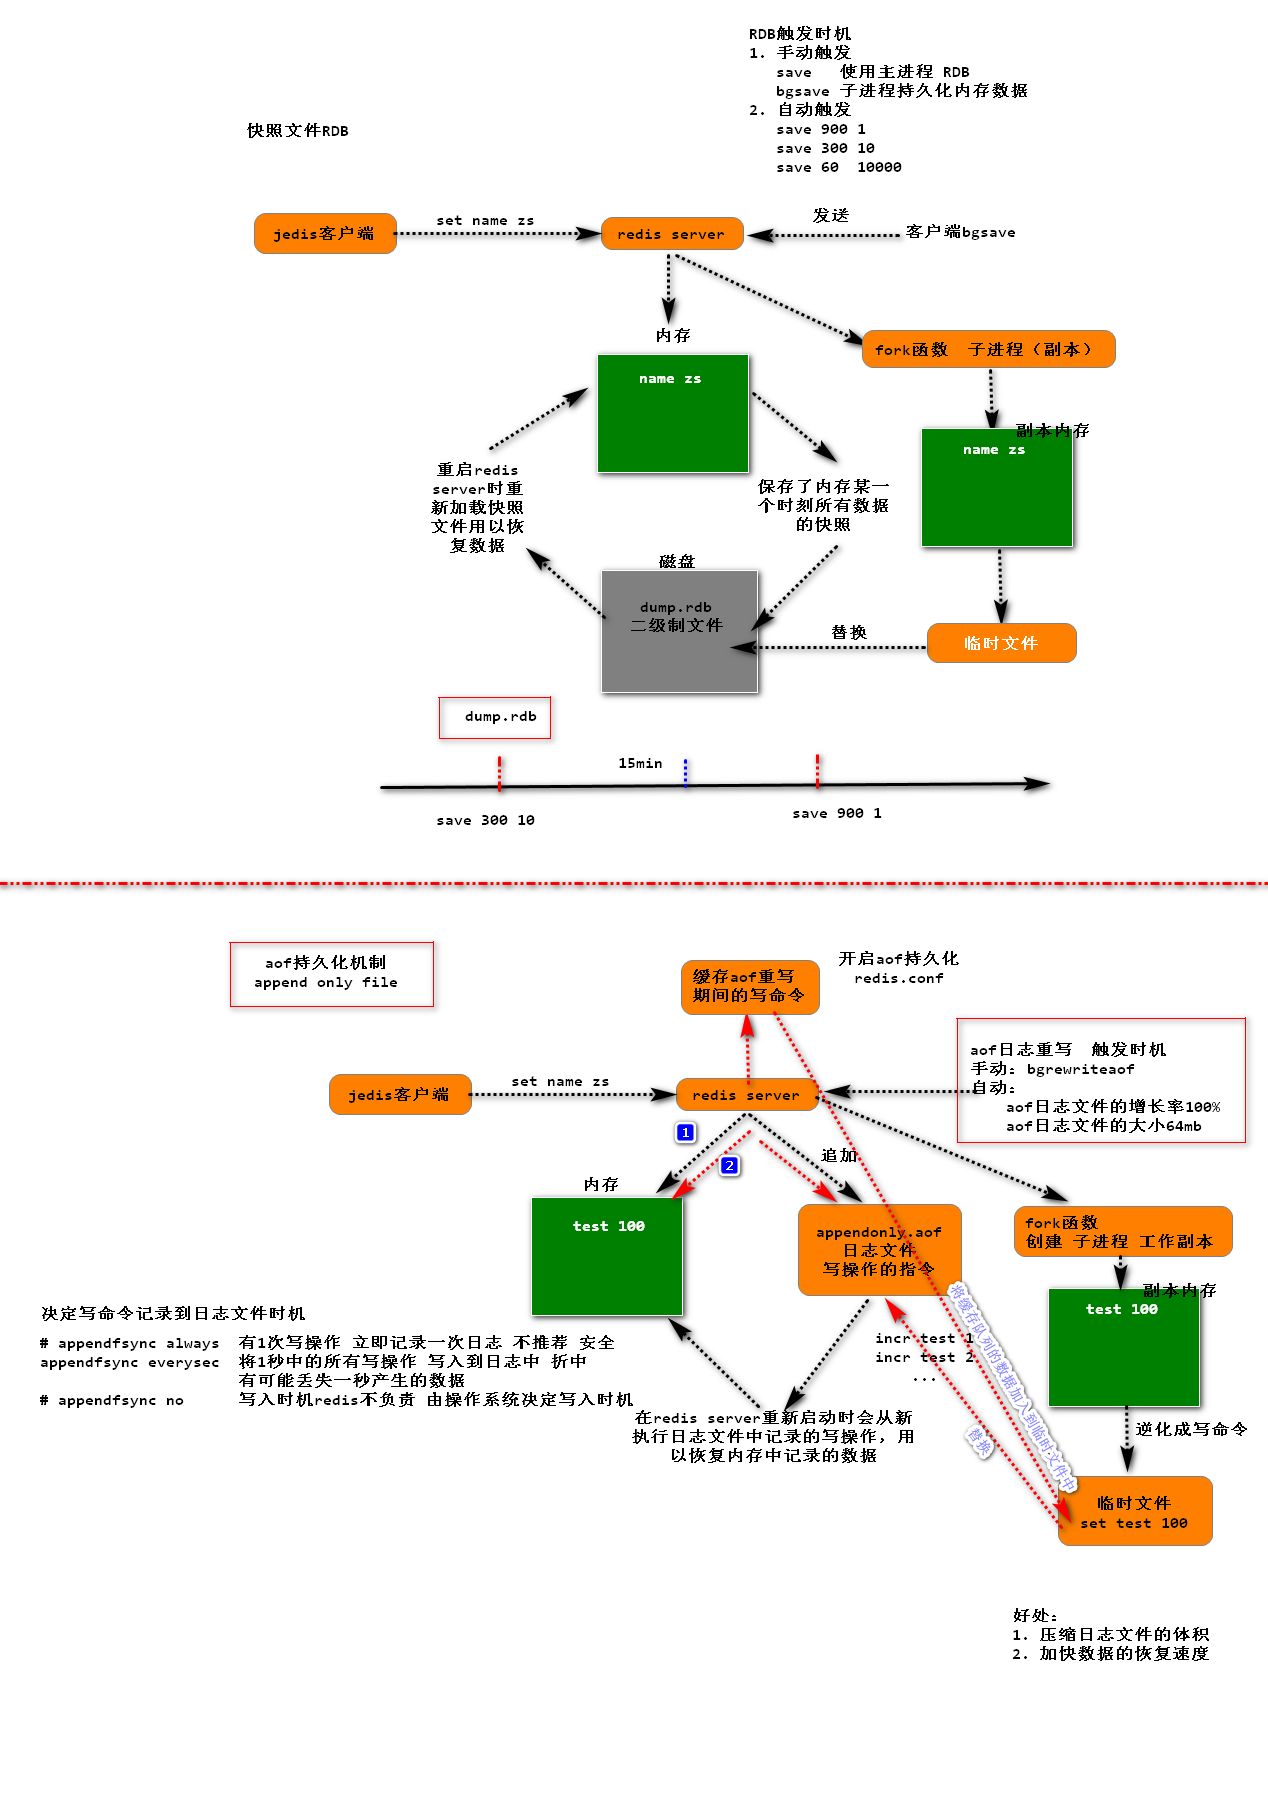 RDB触发时机
1. 手动触发
save 使用主进程 RDB
bgsave 子进程持久化内存数据
2. 自动触发
save 900 1
save 300 10
save 60 10000
快照文件RDB
jedis客户端
set name zs
redis server
发送
客户端bgsave
内存
fork函数 子进程（副本）
name zs
副本内存
name zs
重启redis
server时重
新加载快照
文件用以恢
复数据
保存了内存某一
个时刻所有数据
的快照
磁盘
dump.rdb
二级制文件
替换
临时文件
dump.rdb
15min
save 300 10
save 900 1
aof持久化机制
append only file
缓存aof重写
期间的写命令
开启aof持久化
redis.conf
aof日志重写 触发时机
手动：bgrewriteaof
自动：
aof日志文件的增长率100%
aof日志文件的大小64mb
jedis客户端
set name zs
redis server
1
2
追加
内存
test 100
appendonly.aof
日志文件
写操作的指令
fork函数
创建 子进程 工作副本
副本内存
test 100
决定写命令记录到日志文件时机
# appendfsync always 有1次写操作 立即记录一次日志 不推荐 安全
appendfsync everysec 将1秒中的所有写操作 写入到日志中 折中
有可能丢失一秒产生的数据
# appendfsync no 写入时机redis不负责 由操作系统决定写入时机
incr test 1
incr test 2
...
将缓存队列的数据加入到临时文件中
替换
在redis server重新启动时会从新
执行日志文件中记录的写操作，用
以恢复内存中记录的数据
逆化成写命令
临时文件
set test 100
好处：
1. 压缩日志文件的体积
2. 加快数据的恢复速度